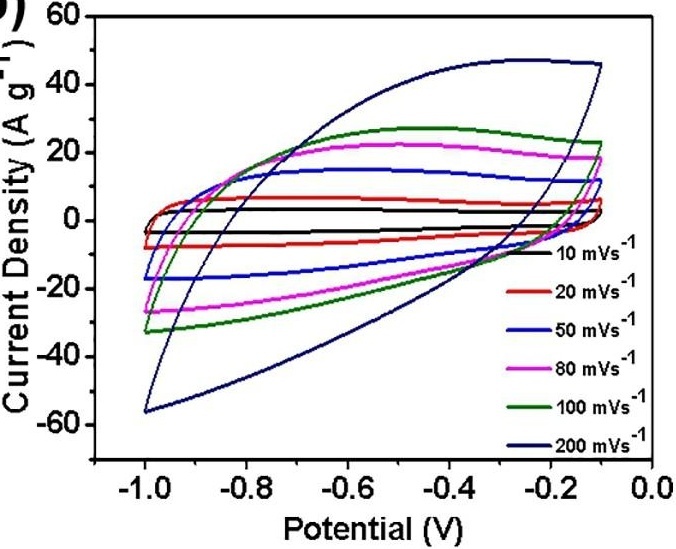 b)
60
40
20
0
-20
-40
-60
Current Density (A g⁻¹)
10 mVs⁻¹
20 mVs⁻¹
50 mVs⁻¹
80 mVs⁻¹
100 mVs⁻¹
200 mVs⁻¹
-1.0 -0.8 -0.6 -0.4 -0.2 0.0
Potential (V)